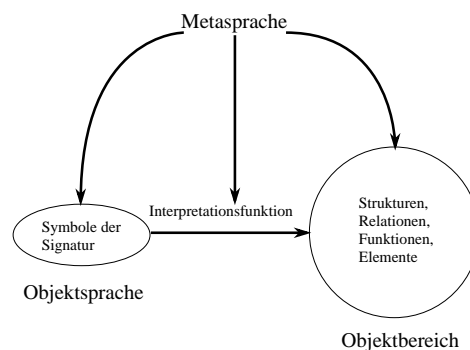 Metasprache
Interpretationsfunktion
Symbole der
Signatur
Objektsprache
Strukturen,
Relationen,
Funktionen,
Elemente
Objektbereich